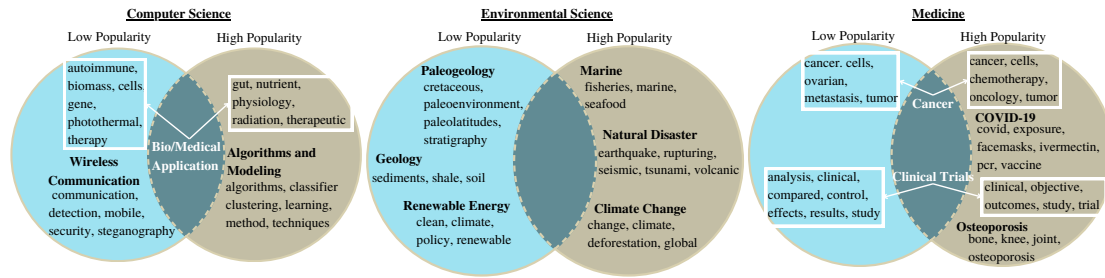 Computer Science
Low Popularity
High Popularity
autoimmune,
biomass, cells,
gene,
photothermal,
therapy
gut, nutrient,
physiology,
radiation, therapeutic
Bio/Medical
Application
Wireless
Communication
communication,
detection, mobile,
security, steganography
Algorithms and
Modeling
algorithms, classifier
clustering, learning,
method, techniques
Environmental Science
Low Popularity
High Popularity
Paleogeology
cretaceous,
paleoenvironment,
paleolatitudes,
stratigraphy
Geology
sediments, shale, soil
Renewable Energy
clean, climate,
policy, renewable
Marine
fisheries, marine,
seafood
Natural Disaster
earthquake, rupturing,
seismic, tsunami, volcanic
Climate Change
change, climate,
deforestation, global
Medicine
Low Popularity
High Popularity
cancer. cells,
ovarian,
metastasis, tumor
cancer, cells,
chemotherapy,
oncology, tumor
Cancer
COVID-19
covid, exposure,
facemasks, ivermectin,
pcr, vaccine
Clinical Trials
analysis, clinical,
compared, control,
effects, results, study
clinical, objective,
outcomes, study, trial
Osteoporosis
bone, knee, joint,
osteoporosis